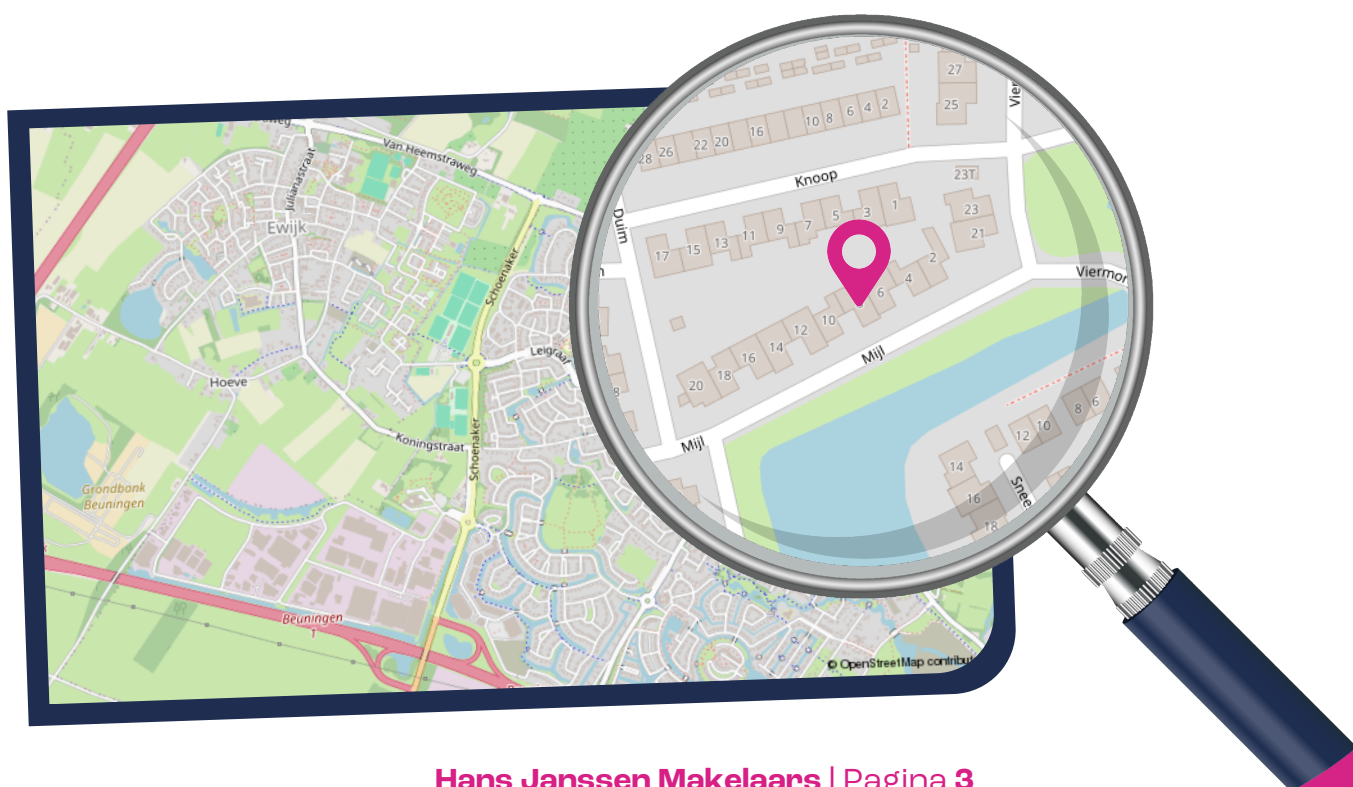 Van Heemstraweg
Julianastraat
Ewijk
Schoenaker
Leigraaf
Hoeve
Koningstraat
Schoenaker
Grondbank
Beuningen
Beuningen
1
© OpenStreetMap contribut
27
25
28 26 22 20 16 10 8 6 4 2
Knoop
23T
Duim
17 15 13 11 9 7 5 3 1
23
21
2
4
6
Viermor
20 18 16 14 12 10
Mijl
Mijl
8 6
12 10
14
16
18
Snee
Hans Janssen Makelaars | Pagina 3